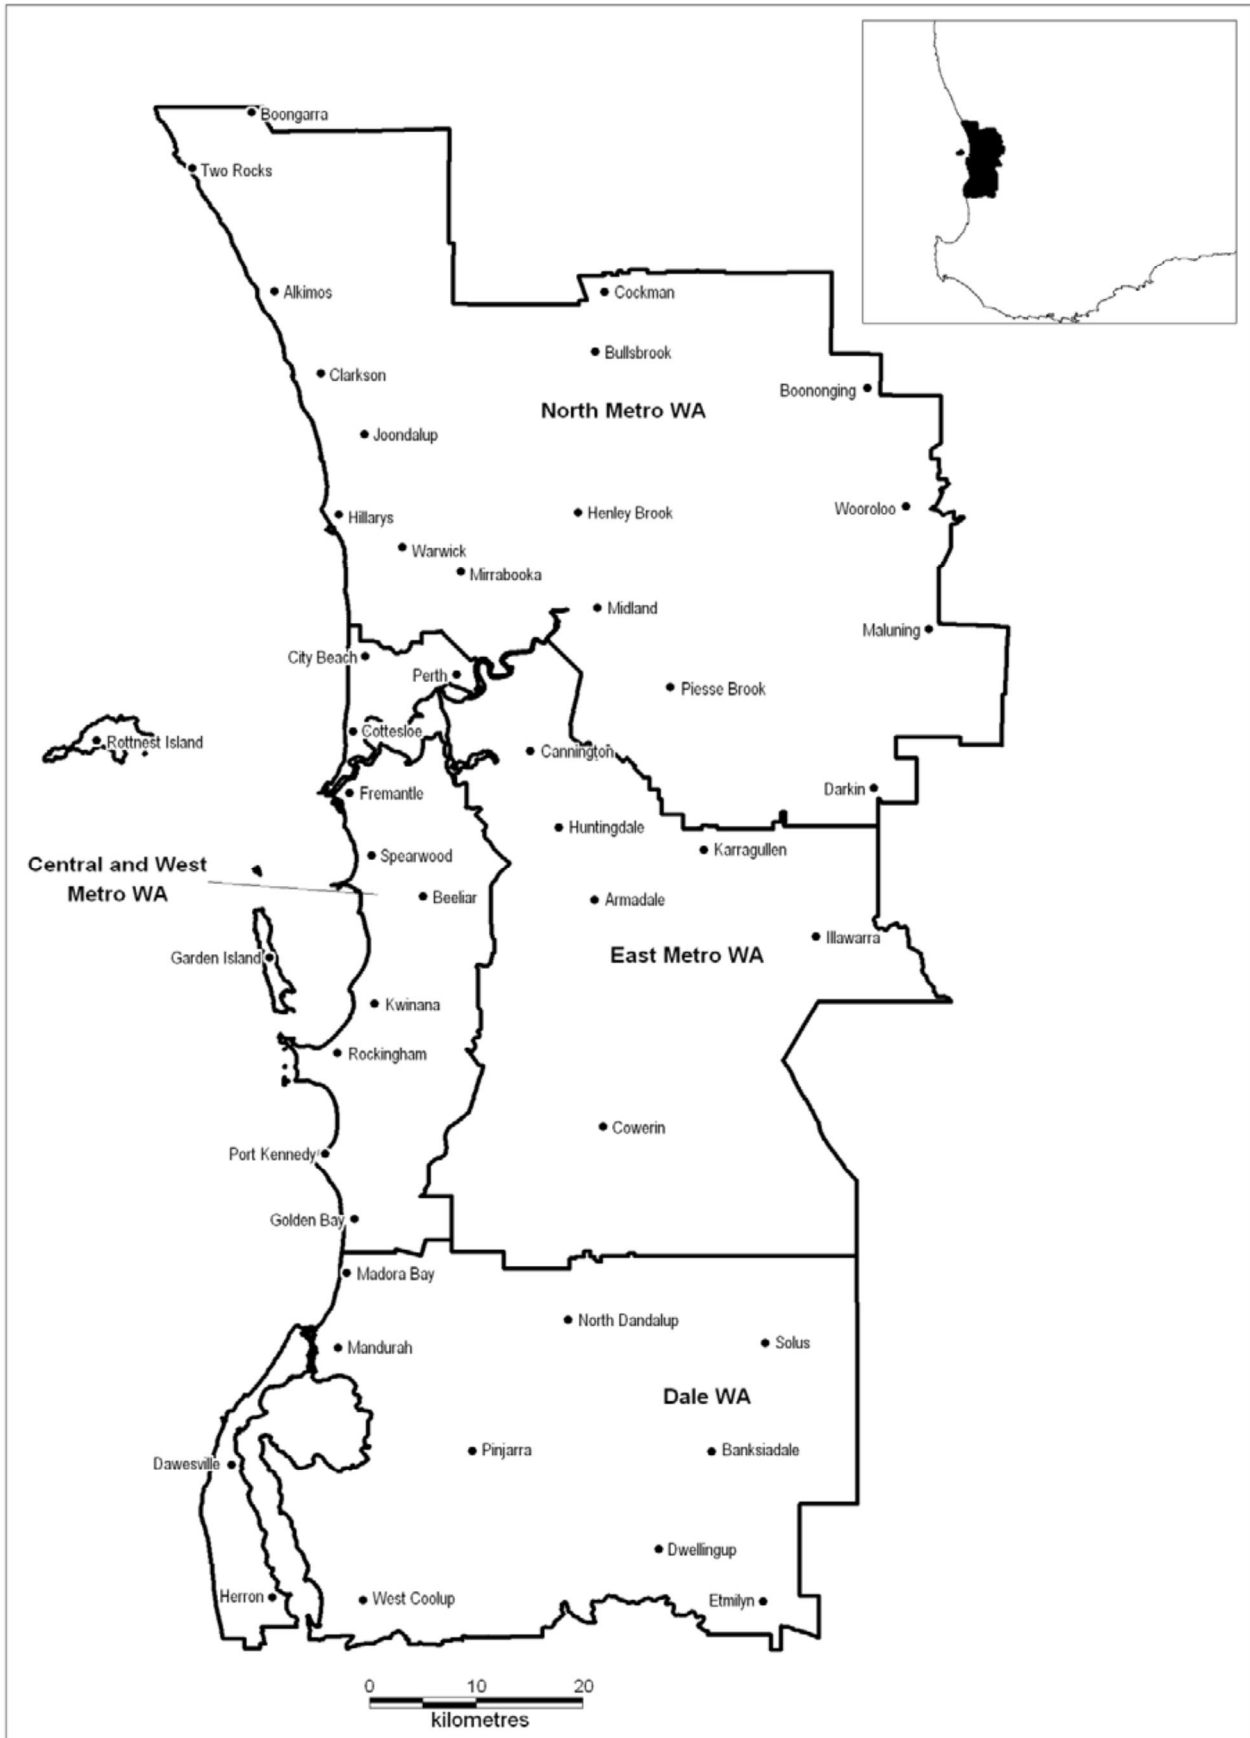 Boongarra
Two Rocks
Alkimos
Cockman
Bullsbrook
Clarkson
Boononging
North Metro WA
Joondalup
Wooroloo
Henley Brook
Hillarys
Warwick
Mirrabooka
Midland
Maluning
City Beach
Perth
Piesse Brook
Cottesloe
Rottnest Island
Cannington
Darkin
Fremantle
Huntingdale
Karragullen
Spearwood
Central and West
Metro WA
Beeliar
Armadale
Illawarra
East Metro WA
Garden Island
Kwinana
Rockingham
Cowerin
Port Kennedy
Golden Bay
Madora Bay
North Dandalup
Solus
Mandurah
Dale WA
Pinjarra
Banksiadale
Dawesville
Dwellingup
Herron
West Coolup
Etmilyn
0 10 20
kilometres